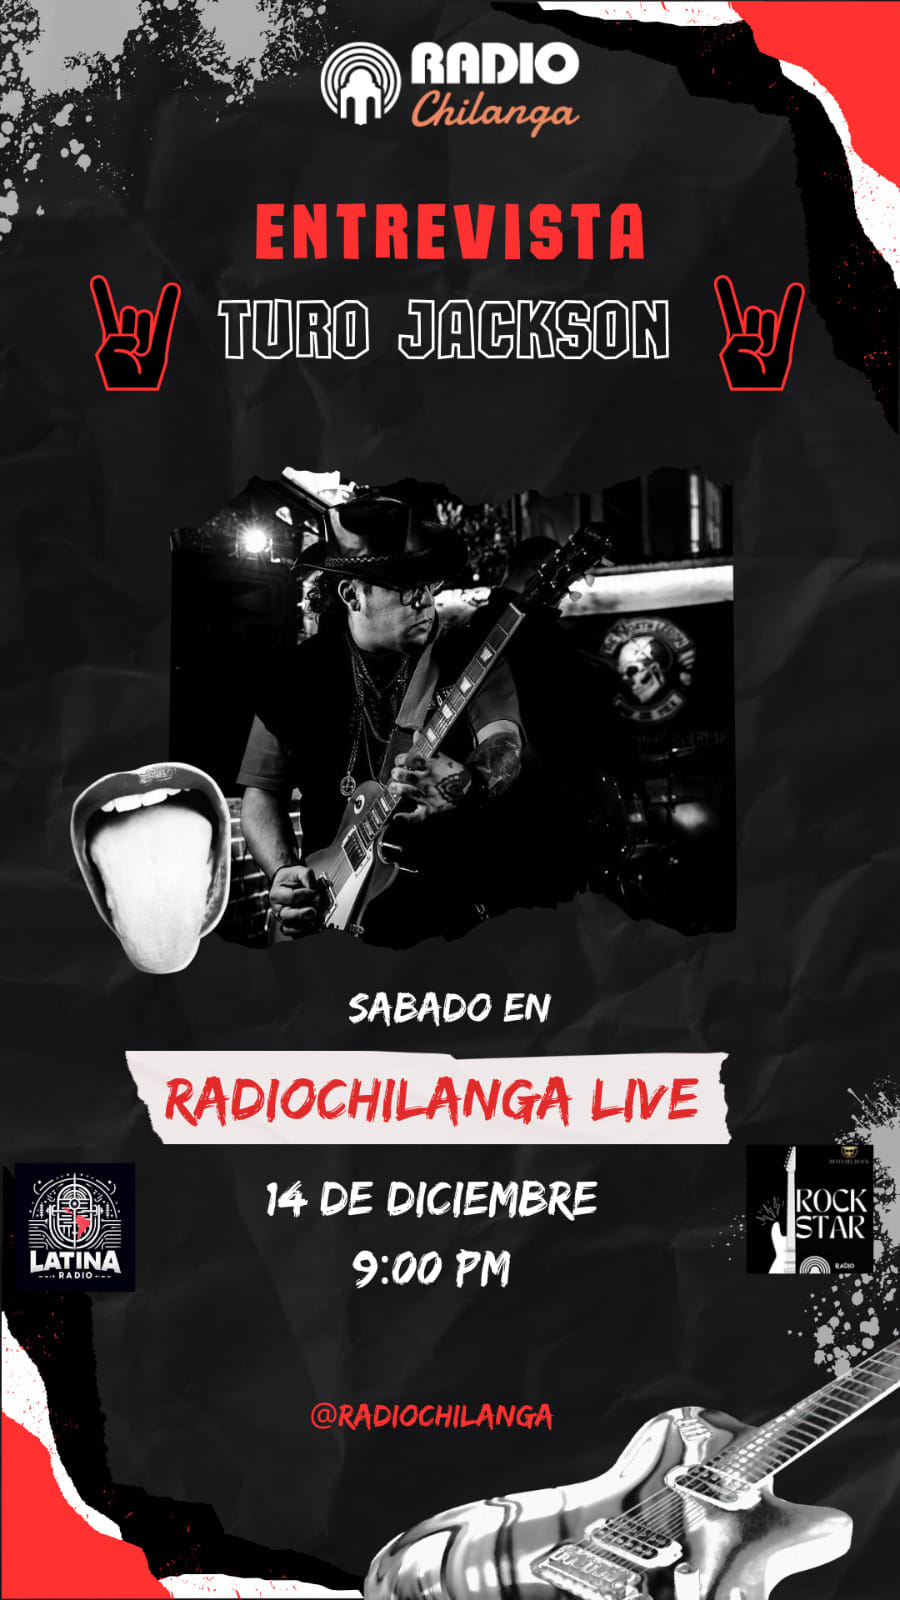 RADIO
Chilanga
ENTREVISTA
TURO JACKSON
SABADO EN
RADIOCHILANGA LIVE
14 DE DICIEMBRE
9:00 PM
LATINA
RADIO
ROCK
STAR
RADIO
@RADIOCHILANGA